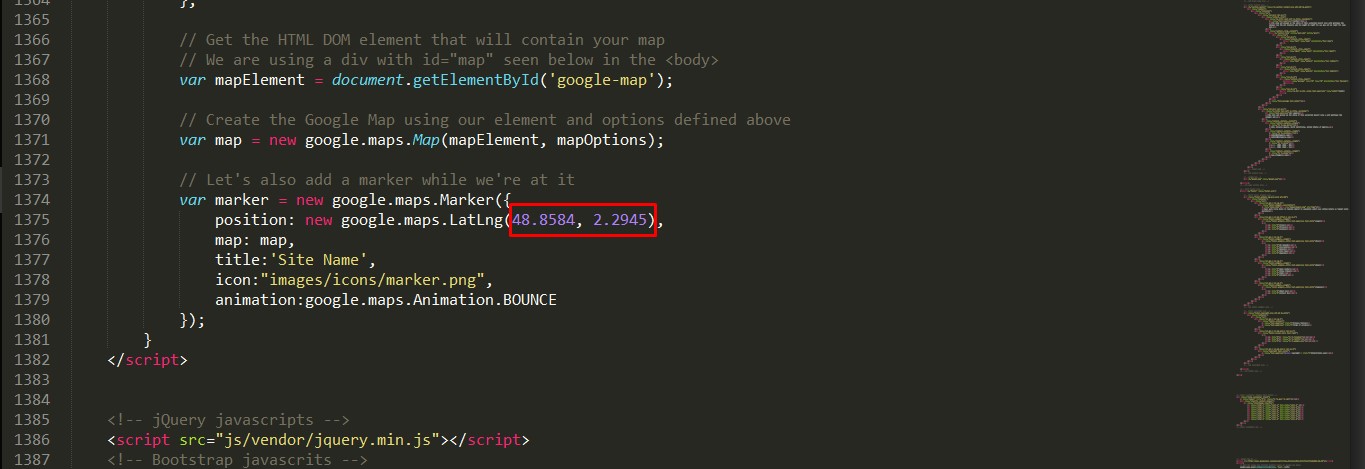 1364 },
1365
1366 // Get the HTML DOM element that will contain your map
1367 // We are using a div with id="map" seen below in the <body>
1368 var mapElement = document.getElementById('google-map');
1369
1370 // Create the Google Map using our element and options defined above
1371 var map = new google.maps.Map(mapElement, mapOptions);
1372
1373 // Let's also add a marker while we're at it
1374 var marker = new google.maps.Marker({
1375 position: new google.maps.LatLng(48.8584, 2.2945),
1376 map: map,
1377 title:'Site Name',
1378 icon:"images/icons/marker.png",
1379 animation:google.maps.Animation.BOUNCE
1380 });
1381 }
1382 </script>
1383
1384
1385 <!-- jQuery javascripts -->
1386 <script src="js/vendor/jquery.min.js"></script>
1387 <!-- Bootstrap javascrits -->